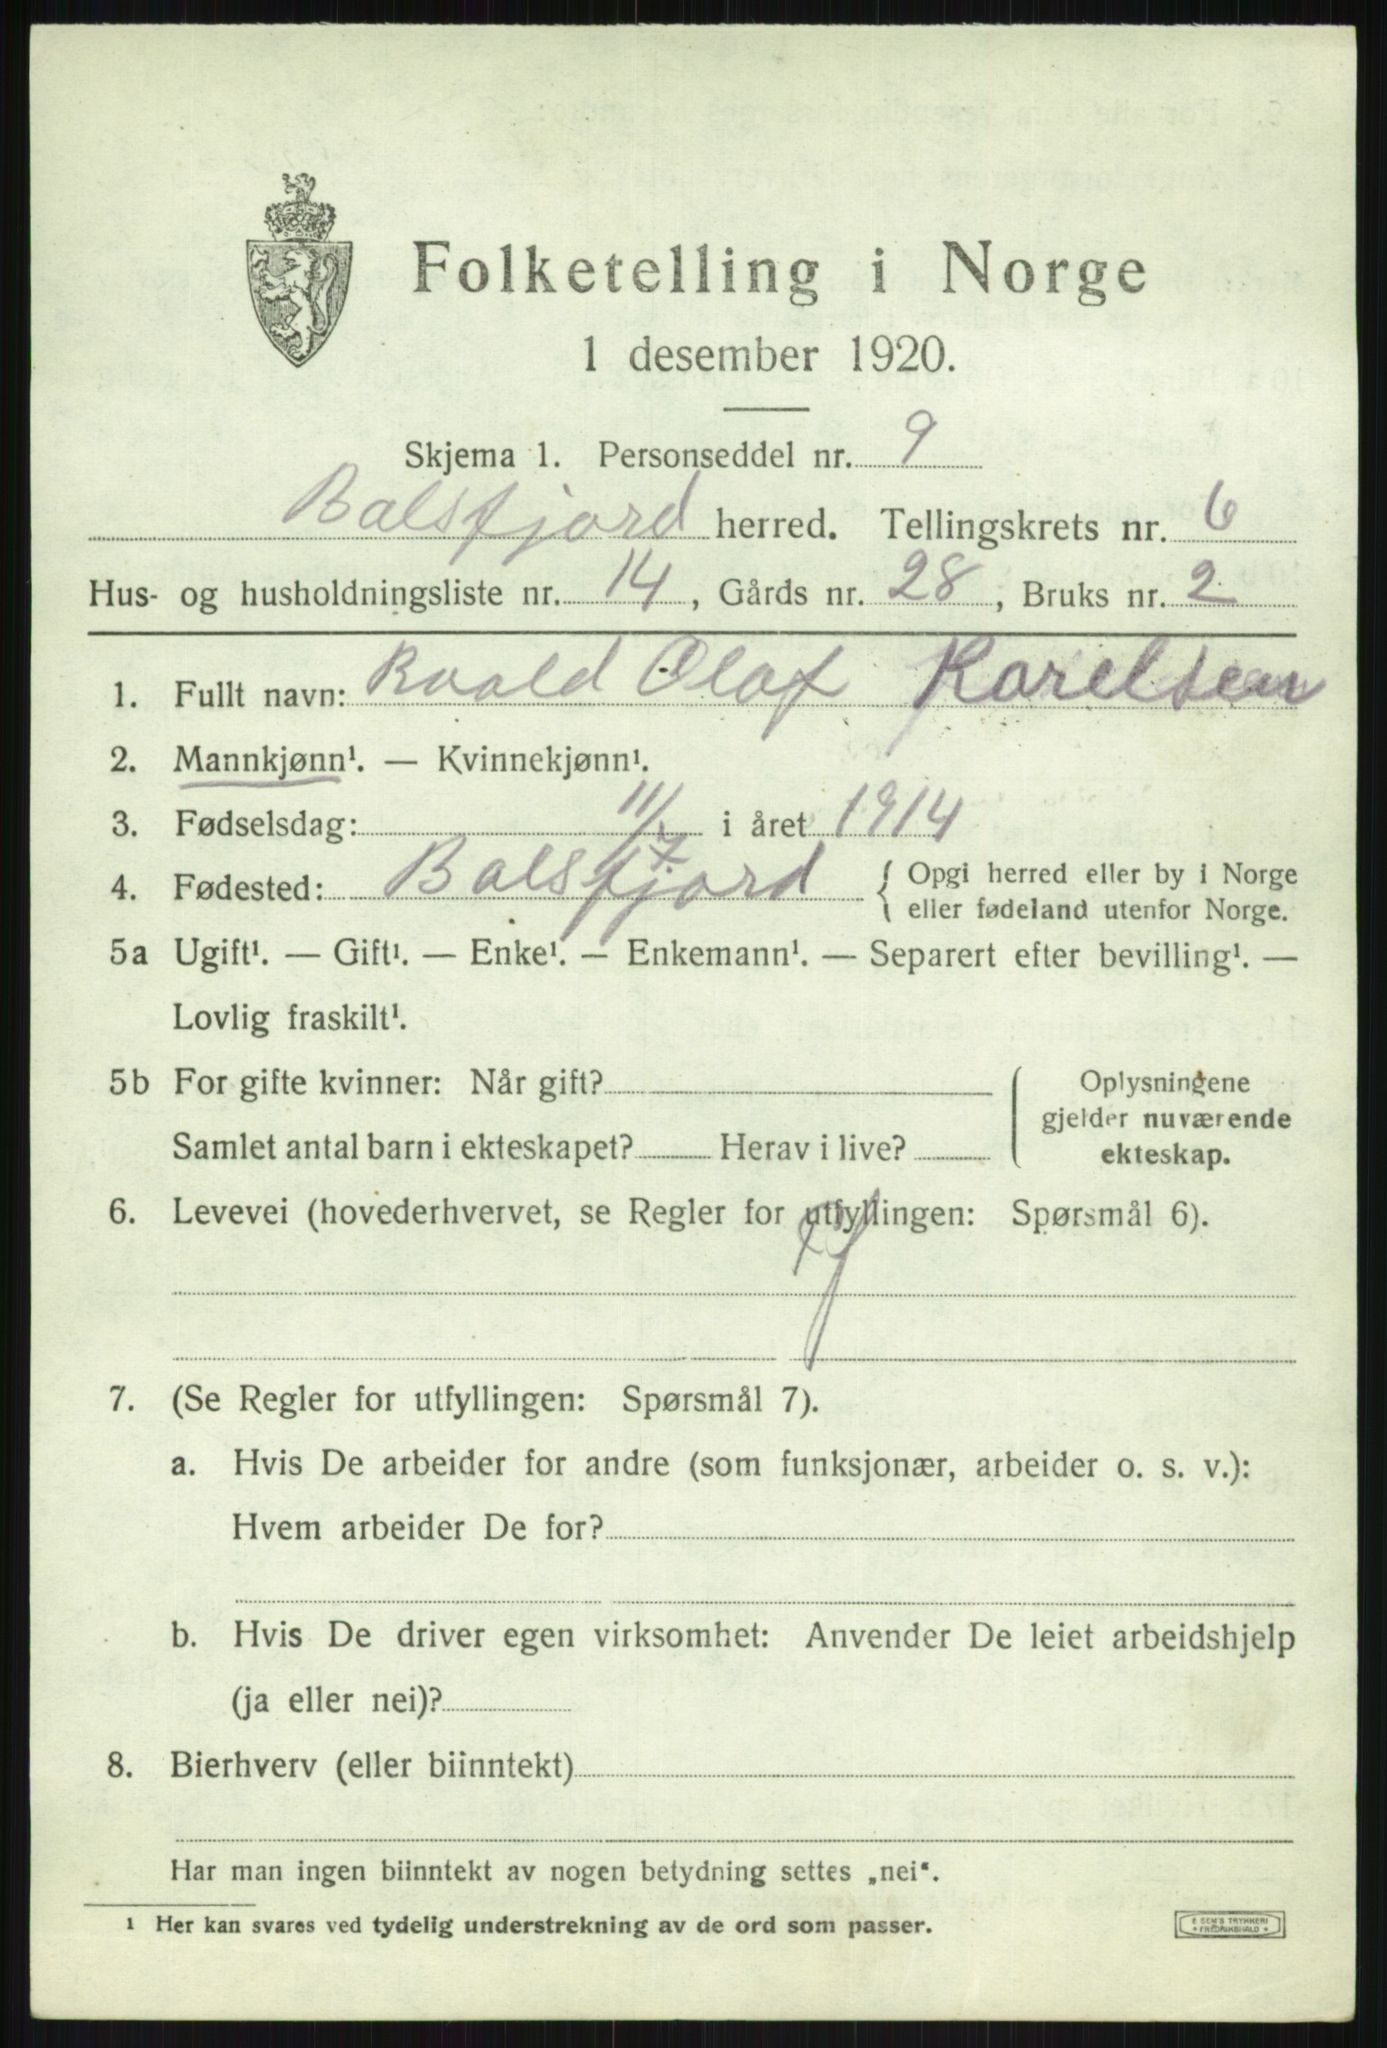 Folketelling i Norge
1 desember 1920.
Skjema 1. Personseddel nr. 9
Balsfjord herred. Tellingskrets nr. 6
Hus- og husholdningsliste nr. 14, Gårds nr. 28, Bruks nr. 2
1. Fullt navn: Roald Olaf Karelsen
2. Mannkjønn¹. — Kvinnekjønn¹.
3. Fødselsdag: 11/7 i året 1914
4. Fødested: Balsfjord { Opgi herred eller by i Norge
eller fødeland utenfor Norge.
5a Ugift¹. — Gift¹. — Enke¹. — Enkemann¹. — Separert efter bevilling¹. —
Lovlig fraskilt¹.
5b For gifte kvinner: Når gift?
Samlet antal barn i ekteskapet? Herav i live?
Oplysningene
gjelder nuværende
ekteskap.
6. Levevei (hovederhvervet, se Regler for utfyllingen: Spørsmål 6).
7. (Se Regler for utfyllingen: Spørsmål 7).
a. Hvis De arbeider for andre (som funksjonær, arbeider o. s. v.):
Hvem arbeider De for?
b. Hvis De driver egen virksomhet: Anvender De leiet arbeidshjelp
(ja eller nei)?
8. Bierhverv (eller biinntekt)
Har man ingen biinntekt av nogen betydning settes „nei“.
¹ Her kan svares ved tydelig understrekning av de ord som passer.
E SEM'S TRYKKERI
FREDRIKSHALD